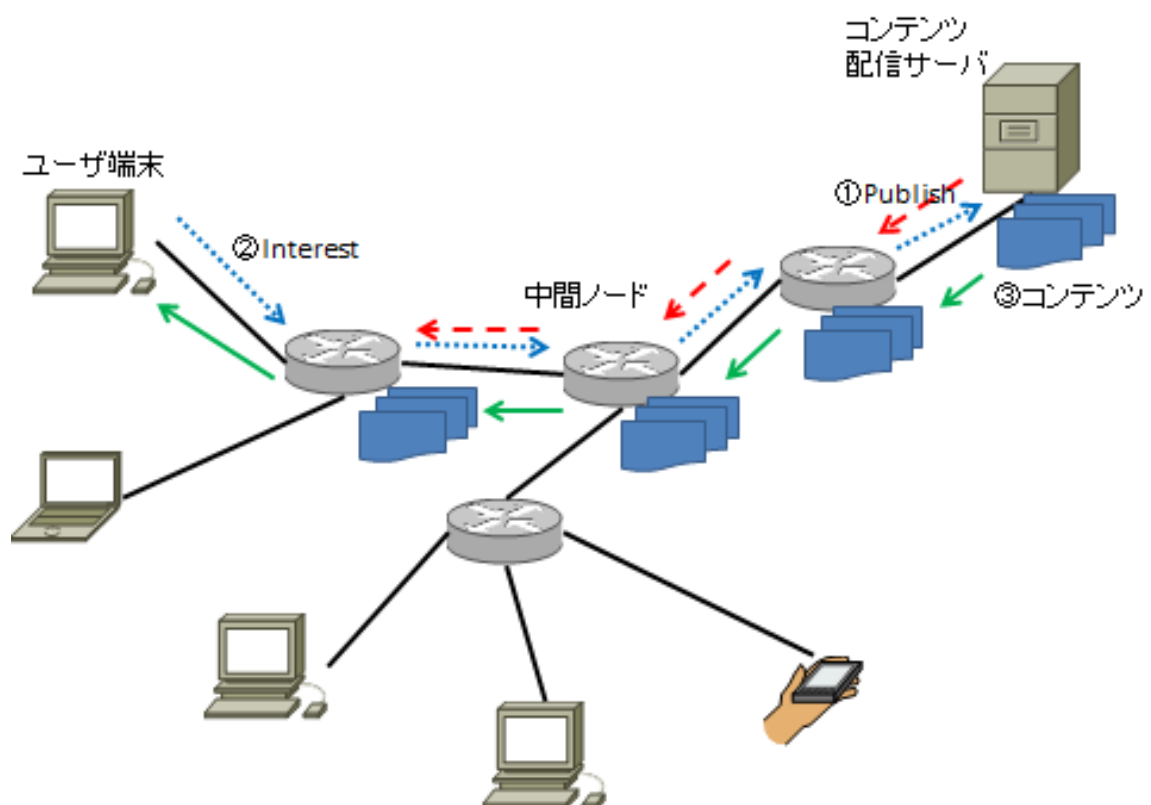 コンテンツ
配信サーバ
ユーザ端末
①Publish
②Interest
中間ノード
③コンテンツ